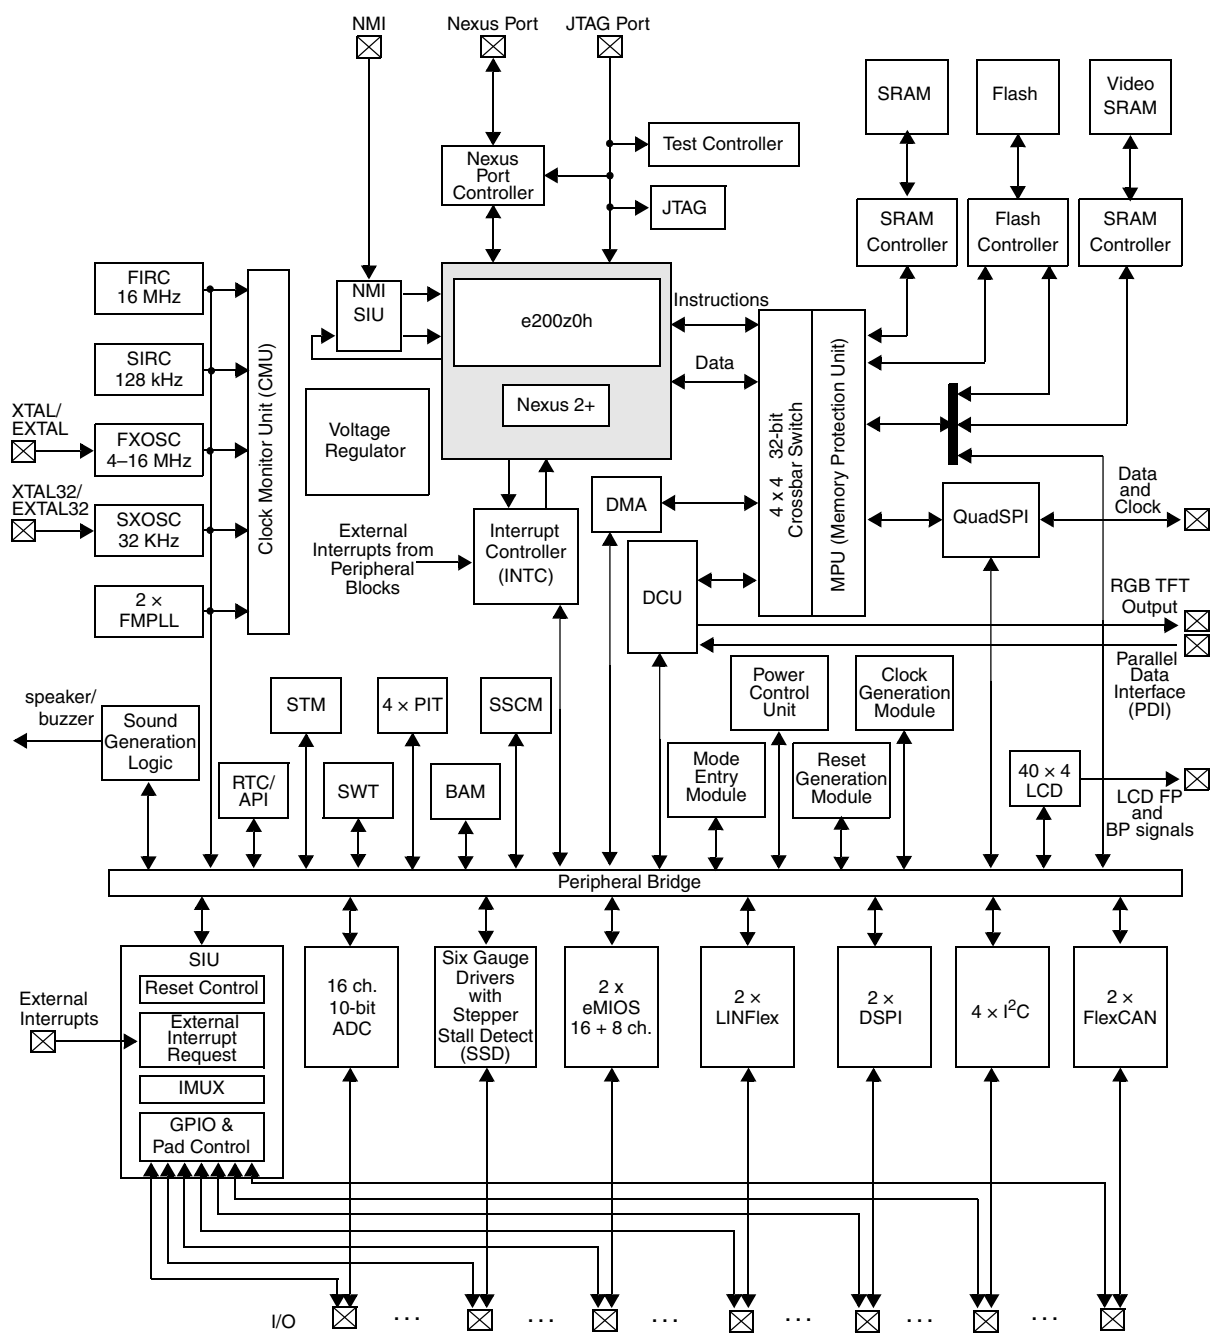 NMI
Nexus Port
JTAG Port
SRAM
Flash
Video
SRAM
Test Controller
Nexus
Port
Controller
JTAG
SRAM
Controller
Flash
Controller
SRAM
Controller
FIRC
16 MHz
NMI
SIU
e200z0h
Instructions
SIRC
128 kHz
Clock Monitor Unit (CMU)
Data
Nexus 2+
4 x 4 32-bit
Crossbar Switch
MPU (Memory Protection Unit)
XTAL/
EXTAL
FXOSC
4–16 MHz
Voltage
Regulator
XTAL32/
EXTAL32
SXOSC
32 KHz
DMA
QuadSPI
Data
and
Clock
External
Interrupts from
Peripheral
Blocks
Interrupt
Controller
(INTC)
DCU
2 ×
FMPLL
RGB TFT
Output
Parallel
Data
Interface
(PDI)
speaker/
buzzer
Sound
Generation
Logic
STM
4 × PIT
SSCM
Power
Control
Unit
Clock
Generation
Module
RTC/
API
SWT
BAM
Mode
Entry
Module
Reset
Generation
Module
40 × 4
LCD
LCD FP
and
BP signals
Peripheral Bridge
SIU
Reset Control
External
Interrupt
Request
IMUX
GPIO &
Pad Control
External
Interrupts
16 ch.
10-bit
ADC
Six Gauge
Drivers
with
Stepper
Stall Detect
(SSD)
2 x
eMIOS
16 + 8 ch.
2 ×
LINFlex
2 ×
DSPI
4 × I²C
2 ×
FlexCAN
I/O
. . .
. . .
. . .
. . .
. . .
. . .